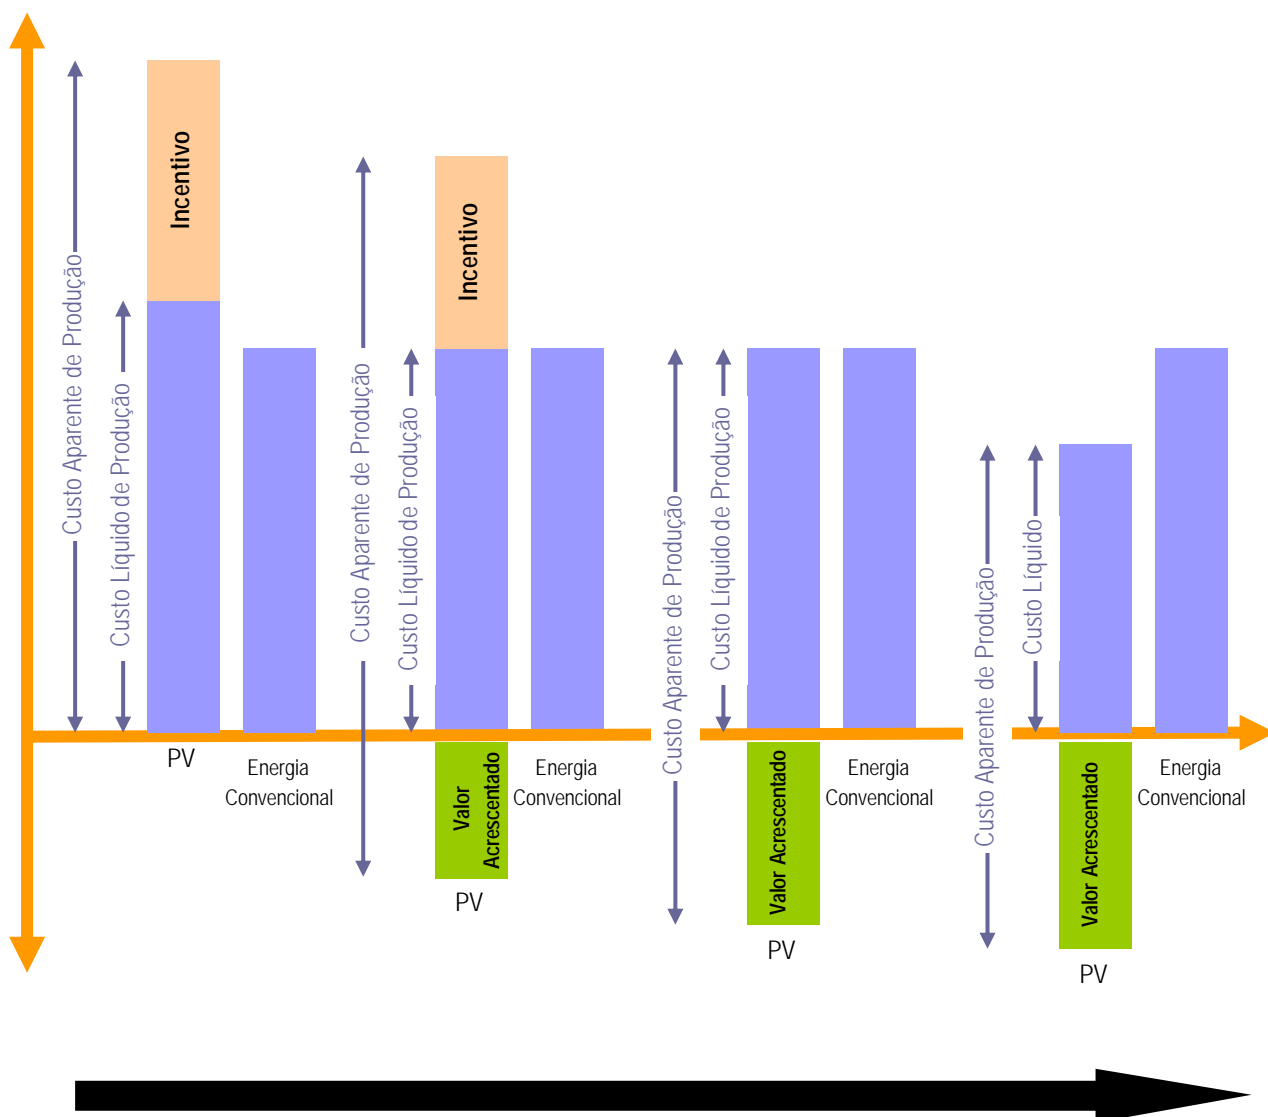 Custo Aparente de Produção
Custo Líquido de Produção
Incentivo
PV
Energia
Convencional
Custo Aparente de Produção
Custo Líquido de Produção
Incentivo
Valor
Acrescentado
PV
Energia
Convencional
Custo Aparente de Produção
Custo Líquido de Produção
Valor Acrescentado
PV
Energia
Convencional
Custo Aparente de Produção
Custo Líquido
Valor Acrescentado
PV
Energia
Convencional